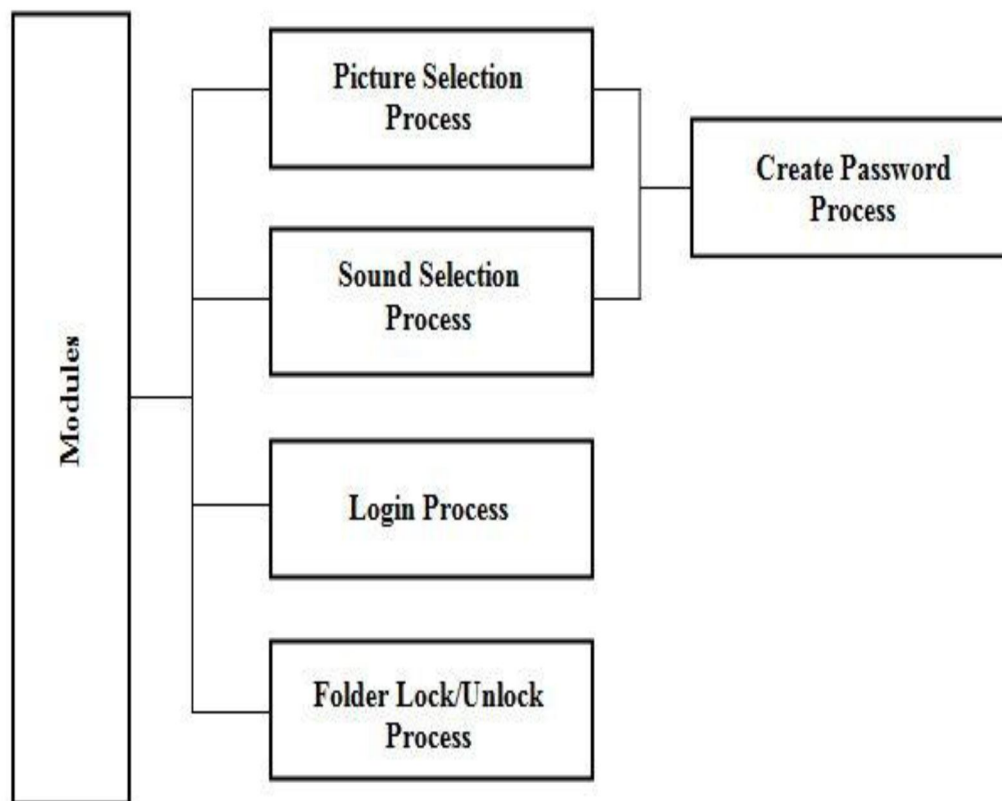 Modules
Picture Selection
Process
Sound Selection
Process
Create Password
Process
Login Process
Folder Lock/Unlock
Process